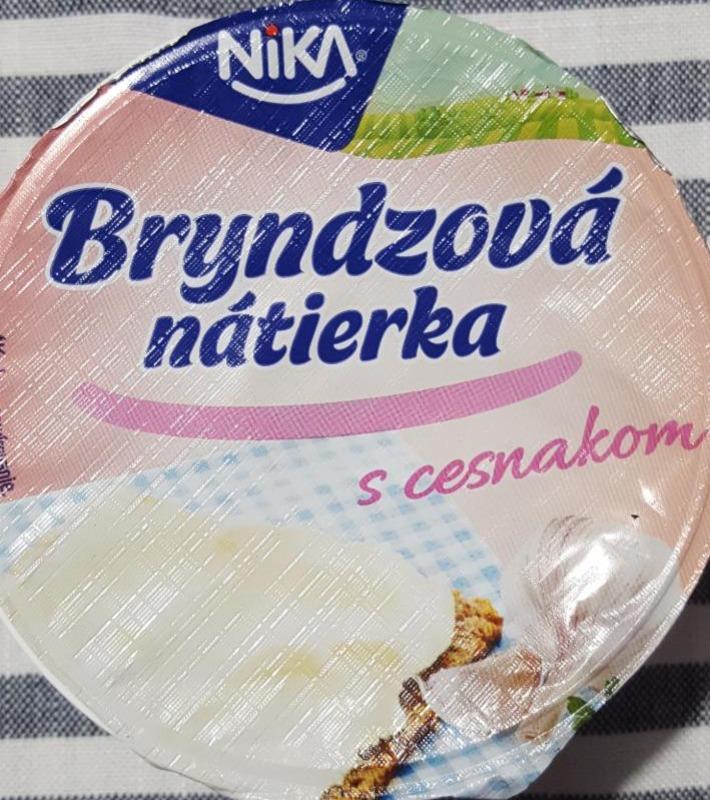 NiKA®
Bryndzová
nátierka
s cesnakom